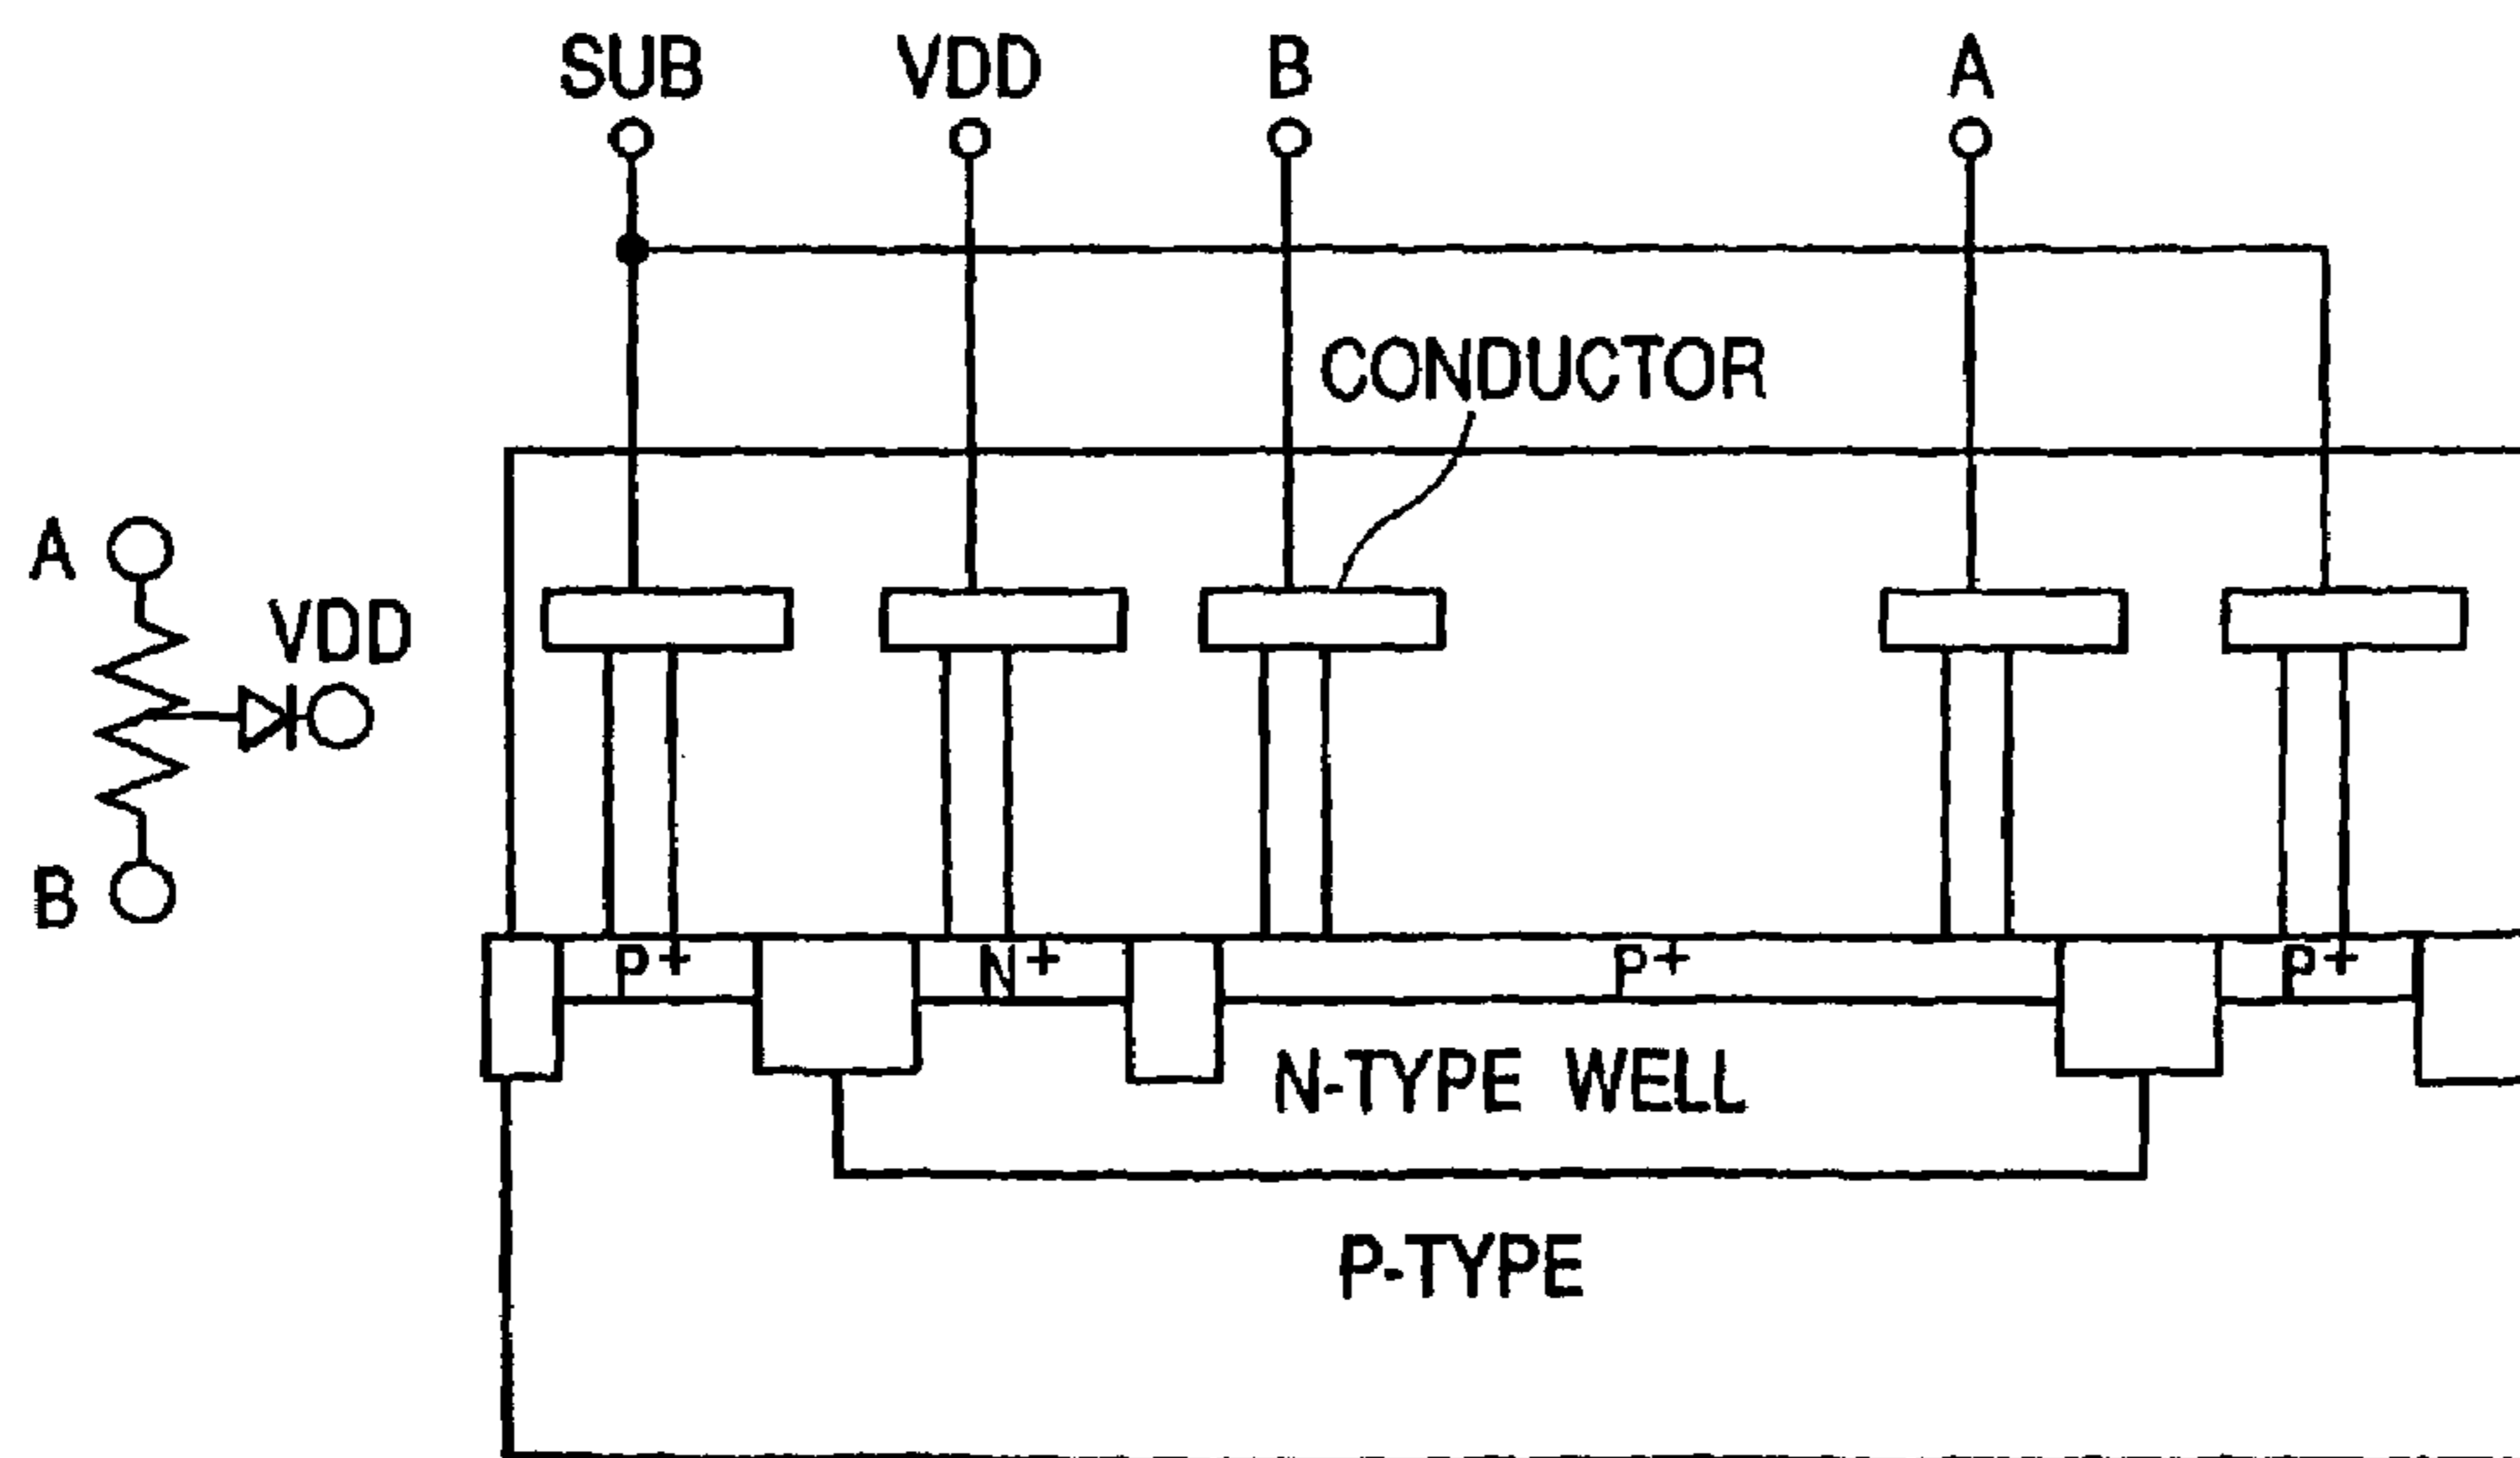 SUB VDD B A
CONDUCTOR
A
VDD
B
P+ N+ P+ P+
N-TYPE WELL
P-TYPE